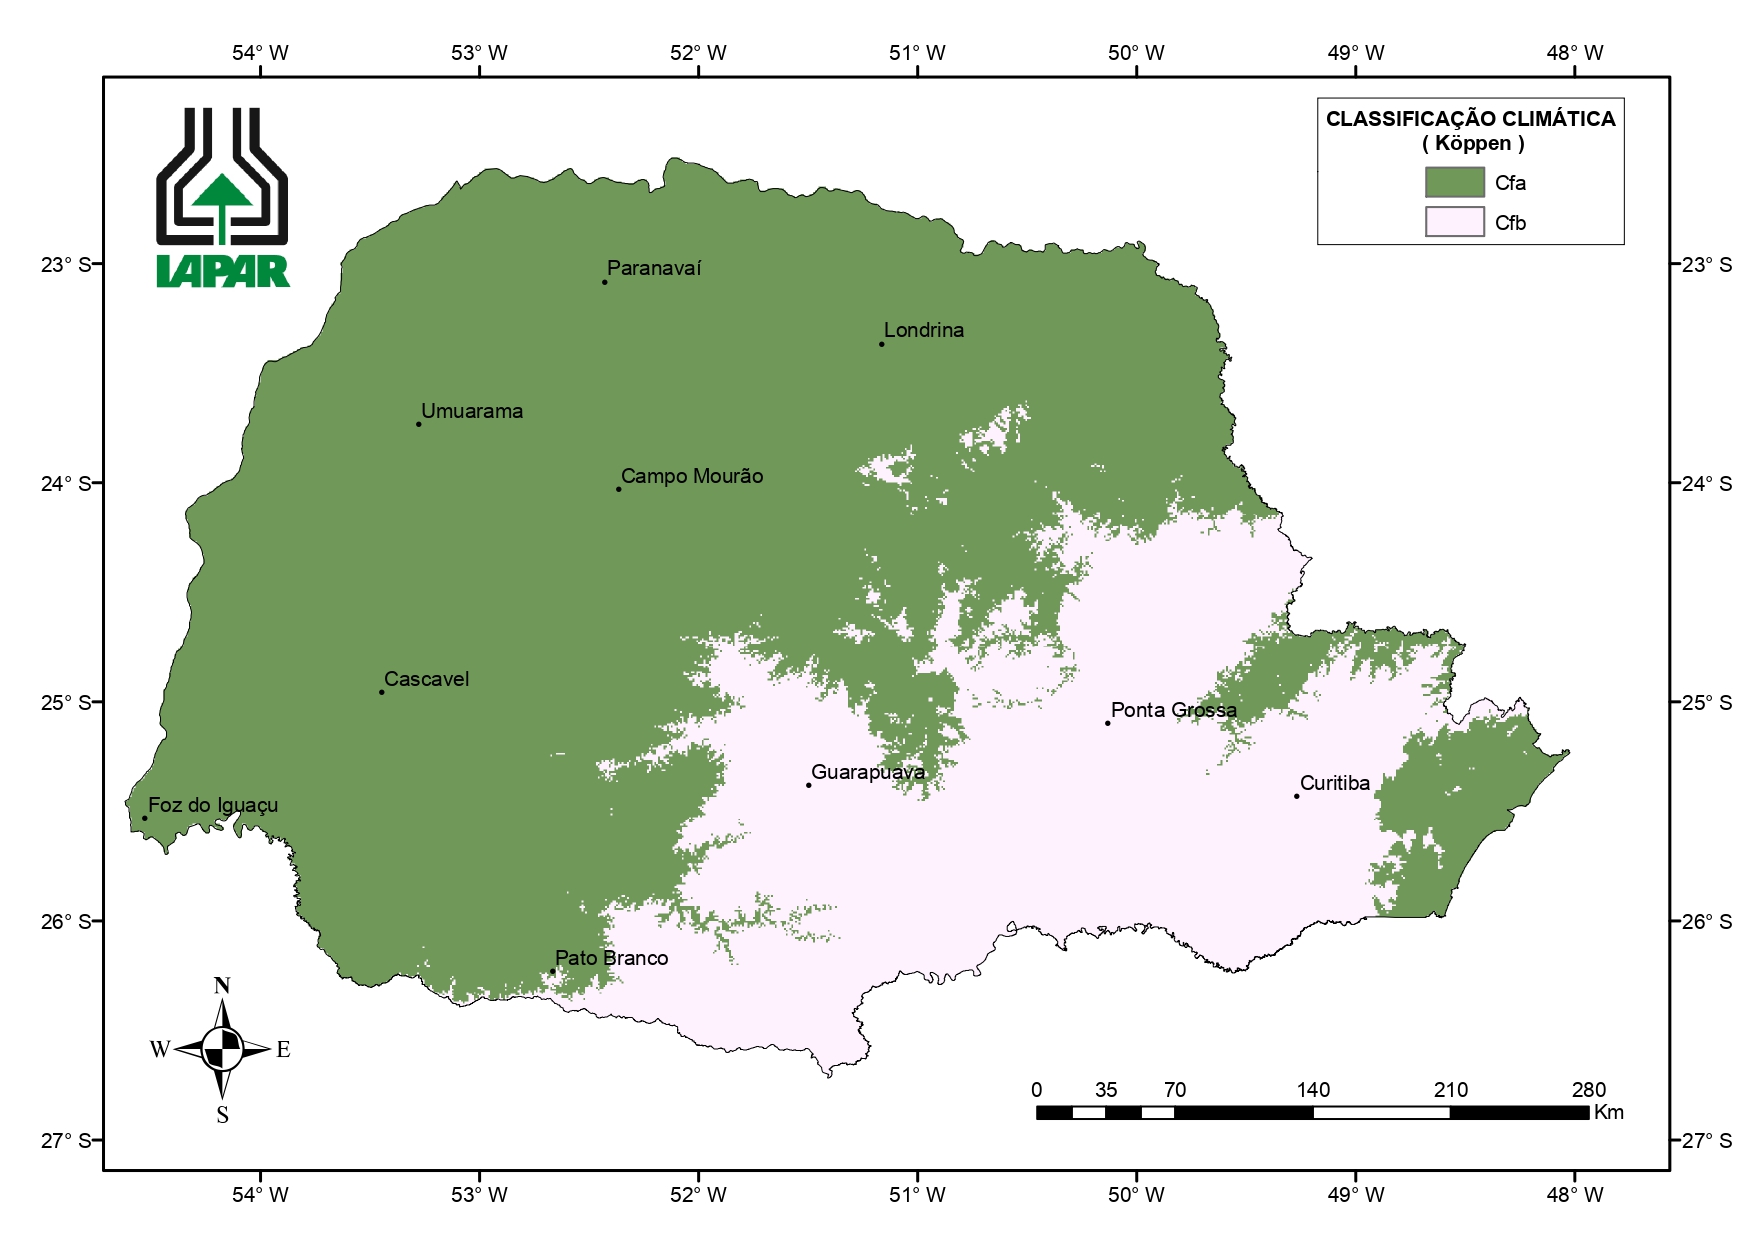 54° W 53° W 52° W 51° W 50° W 49° W 48° W
CLASSIFICAÇÃO CLIMÁTICA
( Köppen )
Cfa
Cfb
IAPAR
23° S 23° S
Paranavaí
Londrina
Umuarama
Campo Mourão
24° S 24° S
Cascavel
25° S 25° S
Ponta Grossa
Guarapuava
Curitiba
Foz do Iguaçu
26° S 26° S
Pato Branco
N
W E
S
0 35 70 140 210 280
Km
27° S 27° S
54° W 53° W 52° W 51° W 50° W 49° W 48° W